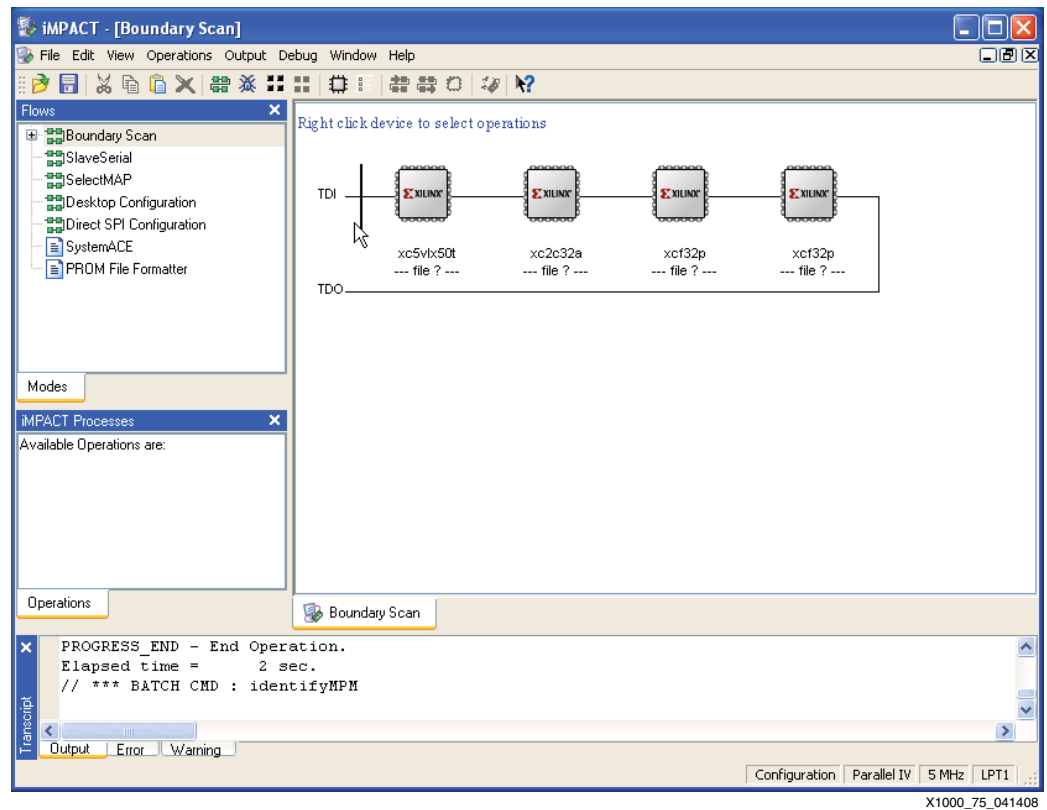 iMPACT - [Boundary Scan]
File Edit View Operations Output Debug Window Help
Flows
Boundary Scan
SlaveSerial
SelectMAP
Desktop Configuration
Direct SPI Configuration
SystemACE
PROM File Formatter
Modes
iMPACT Processes
Available Operations are:
Operations
Right click device to select operations
TDI
XILINX XILINX XILINX XILINX
xc5vlx50t xc2c32a xcf32p xcf32p
--- file ? --- --- file ? --- --- file ? --- --- file ? ---
TDO
Boundary Scan
Transcript
PROGRESS_END - End Operation.
Elapsed time = 2 sec.
// *** BATCH CMD : identifyMPM
Output Error Warning
Configuration Parallel IV 5 MHz LPT1
X1000_75_041408